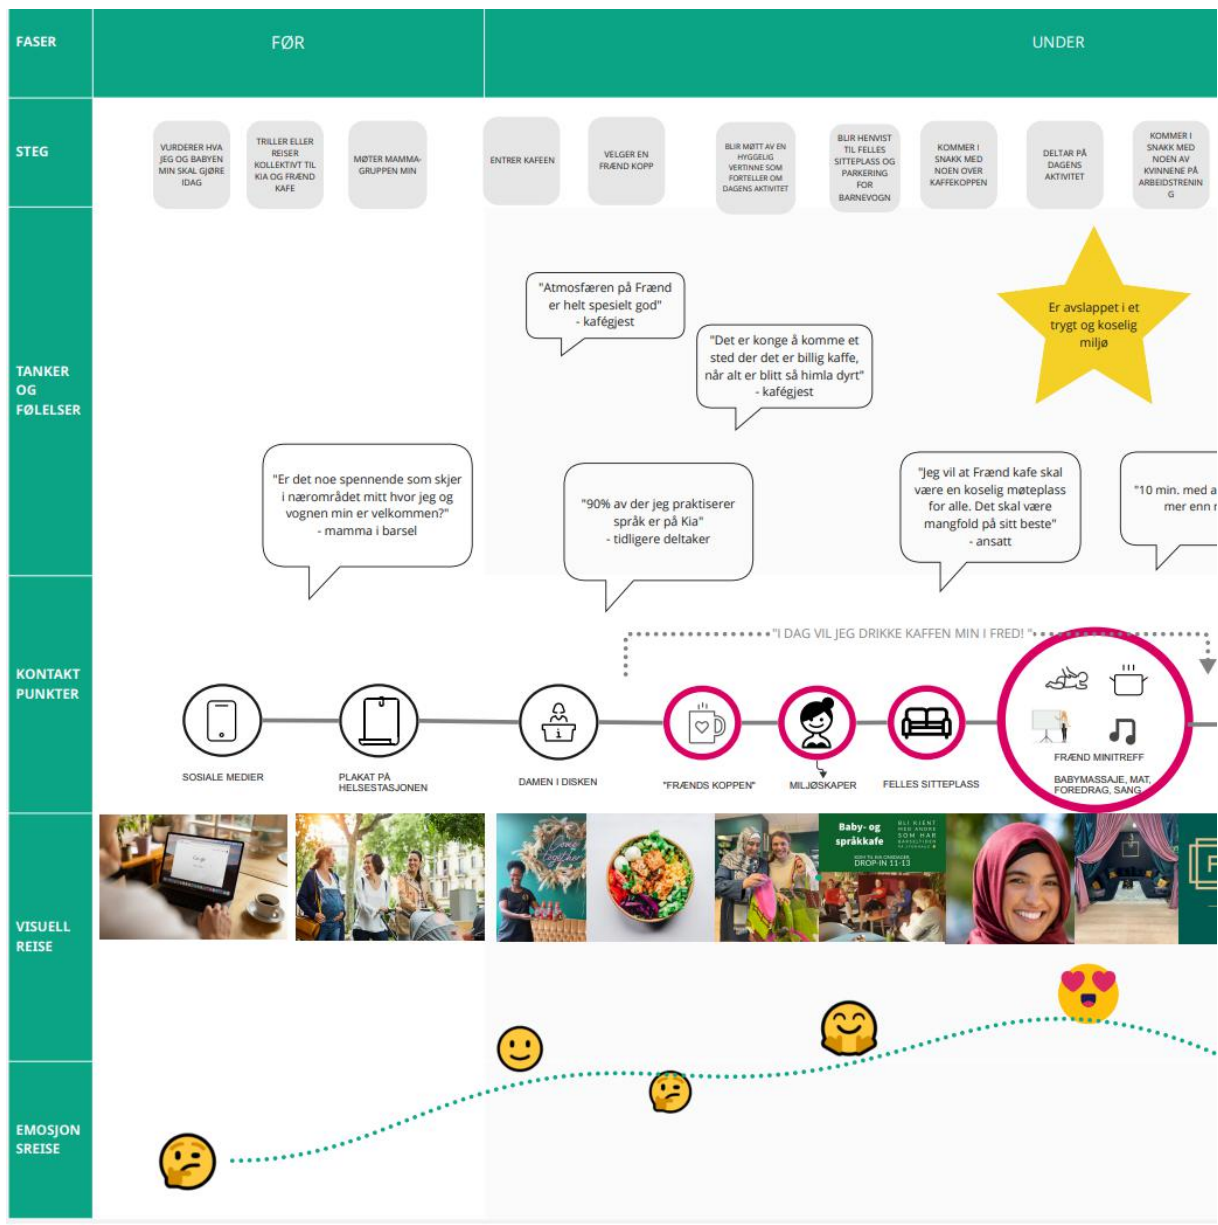 FASER
FØR
UNDER
STEG
VURDERER HVA
JEG OG BABYEN
MIN SKAL GJØRE
IDAG
TRILLER ELLER
REISER
KOLLEKTIVT TIL
KIA OG FRÆND
KAFE
MØTER MAMMA-
GRUPPEN MIN
ENTRER KAFEEN
VELGER EN
FRÆND KOPP
BLIR MØTT AV EN
HYGGELIG
VERTINNE SOM
FORTELLER OM
DAGENS AKTIVITET
BLIR HENVIST
TIL FELLES
SITTEPLASS OG
PARKERING
FOR
BARNEVOGN
KOMMER I
SNAKK MED
NOEN OVER
KAFFEKOPPEN
DELTAR PÅ
DAGENS
AKTIVITET
KOMMER I
SNAKK MED
NOEN AV
KVINNENE PÅ
ARBEIDSTRENIN
G
TANKER
OG
FØLELSER
"Atmosfæren på Frænd
er helt spesielt god"
- kafégjest
"Det er konge å komme et
sted der det er billig kaffe,
når alt er blitt så himla dyrt"
- kafégjest
Er avslappet i et
trygt og koselig
miljø
"Er det noe spennende som skjer
i nærområdet mitt hvor jeg og
vognen min er velkommen?"
- mamma i barsel
"90% av der jeg praktiserer
språk er på Kia"
- tidligere deltaker
"Jeg vil at Frænd kafe skal
være en koselig møteplass
for alle. Det skal være
mangfold på sitt beste"
- ansatt
"10 min. med a
mer enn
KONTAKT
PUNKTER
"I DAG VIL JEG DRIKKE KAFFEN MIN I FRED! "
SOSIALE MEDIER
PLAKAT PÅ
HELSESTASJONEN
DAMEN I DISKEN
"FRÆNDS KOPPEN"
MILJØSKAPER
FELLES SITTEPLASS
FRÆND MINITREFF
BABYMASSAJE, MAT,
FOREDRAG, SANG
VISUELL
REISE
Come
together
Baby- og
språkkafe
BLI KJENT
MED ANDRE
SOM HAR
BARSELTIDEN
DROP-IN 11-13
F
EMOSJON
SREISE